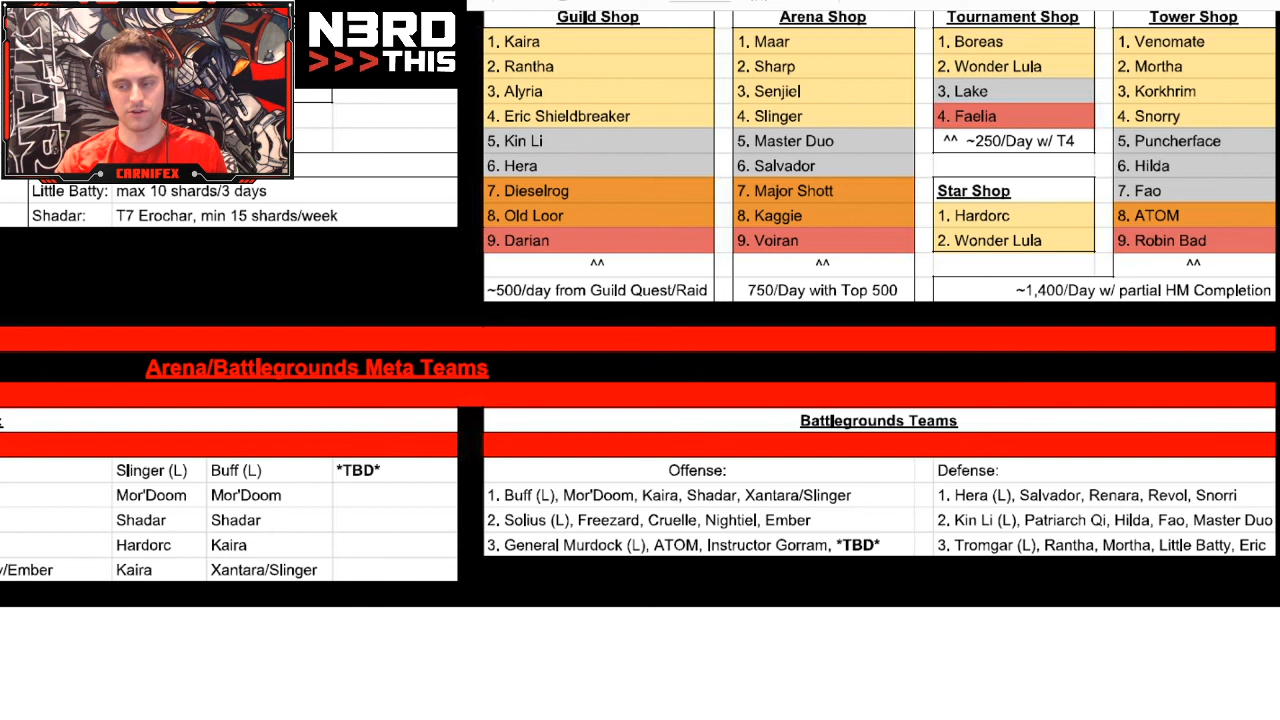 N3RD
>>> THIS
CARNIFEX
Little Batty: max 10 shards/3 days
Shadar: T7 Erochar, min 15 shards/week
Guild Shop
1. Kaira
2. Rantha
3. Alyria
4. Eric Shieldbreaker
5. Kin Li
6. Hera
7. Dieselrog
8. Old Loor
9. Darian
^^
~500/day from Guild Quest/Raid
Arena Shop
1. Maar
2. Sharp
3. Senjiel
4. Slinger
5. Master Duo
6. Salvador
7. Major Shott
8. Kaggie
9. Voiran
^^
750/Day with Top 500
Tournament Shop
1. Boreas
2. Wonder Lula
3. Lake
4. Faelia
^^ ~250/Day w/ T4
Star Shop
1. Hardorc
2. Wonder Lula
Tower Shop
1. Venomate
2. Mortha
3. Korkhrim
4. Snorry
5. Puncherface
6. Hilda
7. Fao
8. ATOM
9. Robin Bad
^^
~1,400/Day w/ partial HM Completion
Arena/Battlegrounds Meta Teams
Slinger (L) Buff (L) *TBD*
Mor'Doom Mor'Doom
Shadar Shadar
Hardorc Kaira
/Ember Kaira Xantara/Slinger
Battlegrounds Teams
Offense:
1. Buff (L), Mor'Doom, Kaira, Shadar, Xantara/Slinger
2. Solius (L), Freezard, Cruelle, Nightiel, Ember
3. General Murdock (L), ATOM, Instructor Gorram, *TBD*
Defense:
1. Hera (L), Salvador, Renara, Revol, Snorri
2. Kin Li (L), Patriarch Qi, Hilda, Fao, Master Duo
3. Tromgar (L), Rantha, Mortha, Little Batty, Eric